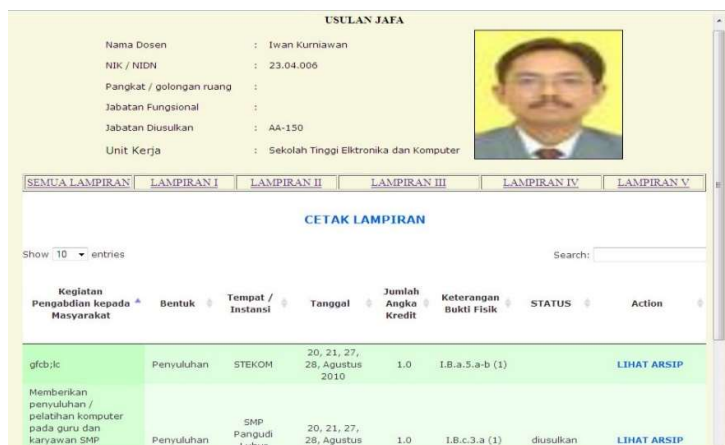 USULAN JAFA
Nama Dosen : Iwan Kurniawan
NIK / NIDN : 23.04.006
Pangkat / golongan ruang :
Jabatan Fungsional :
Jabatan Diusulkan : AA-150
Unit Kerja : Sekolah Tinggi Elktronika dan Komputer
SEMUA LAMPIRAN LAMPIRAN I LAMPIRAN II LAMPIRAN III LAMPIRAN IV LAMPIRAN V
CETAK LAMPIRAN
Show 10 entries Search:
Kegiatan
Pengabdian kepada
Masyarakat
Bentuk
Tempat /
Instansi
Tanggal
Jumlah
Angka
Kredit
Keterangan
Bukti Fisik
STATUS
Action
gfcb;lc
Penyuluhan
STEKOM
20, 21, 27,
28, Agustus
2010
1.0
I.B.a.5.a-b (1)
LIHAT ARSIP
Memberikan
penyuluhan /
pelatihan komputer
pada guru dan
karyawan SMP
Penyuluhan
SMP
Pangudi
20, 21, 27,
28, Agustus
1.0
I.B.c.3.a (1)
diusulkan
LIHAT ARSIP